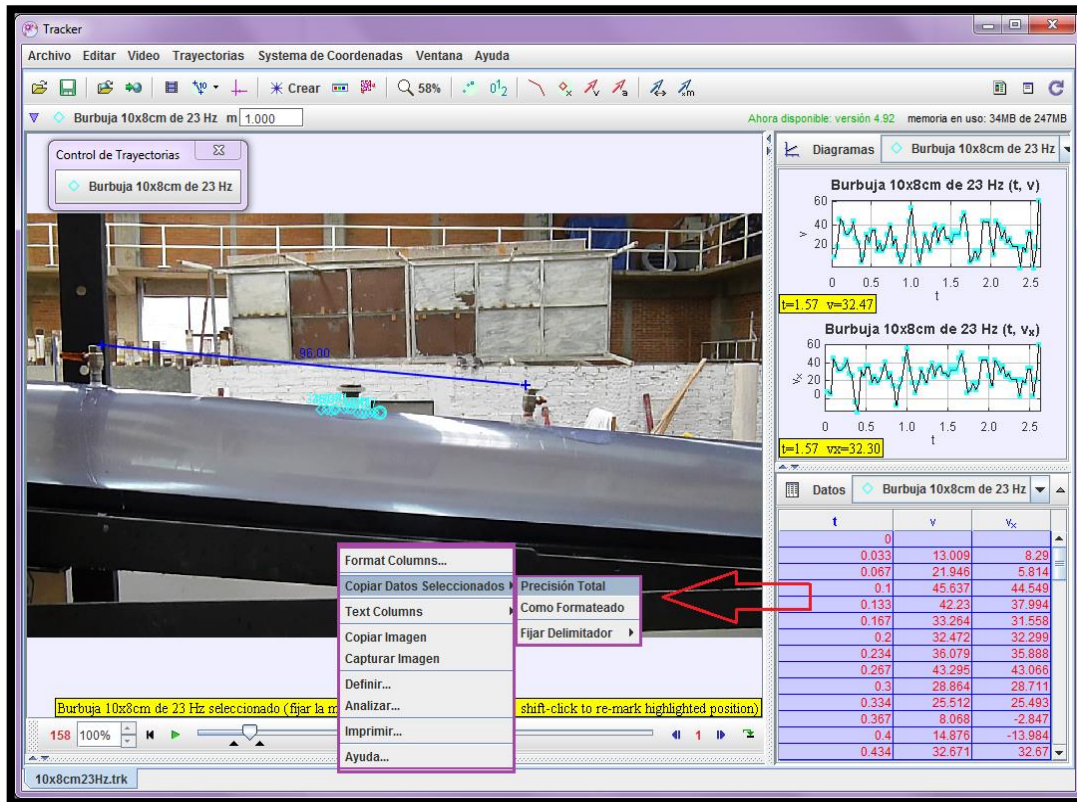 Tracker
Archivo Editar Video Trayectorias Systema de Coordenadas Ventana Ayuda
Crear 58%
Burbuja 10x8cm de 23 Hz m 1.000 Ahora disponible: versión 4.92 memoria en uso: 34MB de 247MB
Control de Trayectorias
Burbuja 10x8cm de 23 Hz
96.00
Diagramas Burbuja 10x8cm de 23 Hz
Burbuja 10x8cm de 23 Hz (t, v)
60
40
20
v
0 0.5 1.0 1.5 2.0 2.5
t
t=1.57 v=32.47
Burbuja 10x8cm de 23 Hz (t, vx)
60
40
20
0
vx
0 0.5 1.0 1.5 2.0 2.5
t
t=1.57 vx=32.30
Datos Burbuja 10x8cm de 23 Hz
t v vx
0
0.033 13.009 8.29
0.067 21.946 5.814
0.1 45.637 44.549
0.133 42.23 37.994
0.167 33.264 31.558
0.2 32.472 32.299
0.234 36.079 35.888
0.267 43.295 43.066
0.3 28.864 28.711
0.334 25.512 25.493
0.367 8.068 -2.847
0.4 14.876 -13.984
0.434 32.671 32.67
Format Columns...
Copiar Datos Seleccionados
Text Columns
Copiar Imagen
Capturar Imagen
Definir...
Analizar...
Imprimir...
Ayuda...
Precisión Total
Como Formateado
Fijar Delimitador
Burbuja 10x8cm de 23 Hz seleccionado (fijar la m shift-click to re-mark highlighted position)
158 100% 1
10x8cm23Hz.trk